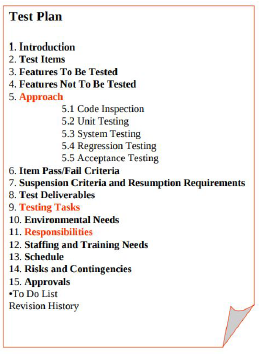 Test Plan
1. Introduction
2. Test Items
3. Features To Be Tested
4. Features Not To Be Tested
5. Approach
5.1 Code Inspection
5.2 Unit Testing
5.3 System Testing
5.4 Regression Testing
5.5 Acceptance Testing
6. Item Pass/Fail Criteria
7. Suspension Criteria and Resumption Requirements
8. Test Deliverables
9. Testing Tasks
10. Environmental Needs
11. Responsibilities
12. Staffing and Training Needs
13. Schedule
14. Risks and Contingencies
15. Approvals
•To Do List
Revision History